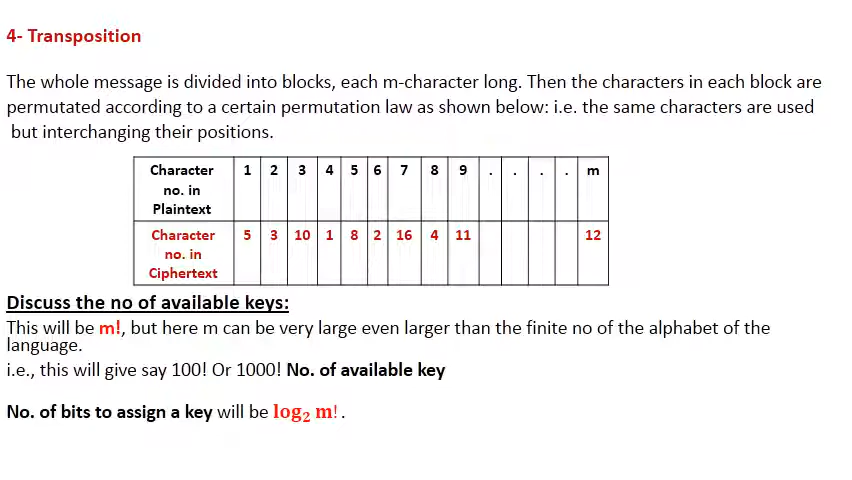 4- Transposition
The whole message is divided into blocks, each m-character long. Then the characters in each block are
permutated according to a certain permutation law as shown below: i.e. the same characters are used
but interchanging their positions.
Character no. in Plaintext 1 2 3 4 5 6 7 8 9 . . . . m
Character no. in Ciphertext 5 3 10 1 8 2 16 4 11 12
Discuss the no of available keys:
This will be m!, but here m can be very large even larger than the finite no of the alphabet of the
language.
i.e., this will give say 100! Or 1000! No. of available key
No. of bits to assign a key will be log₂ m! .